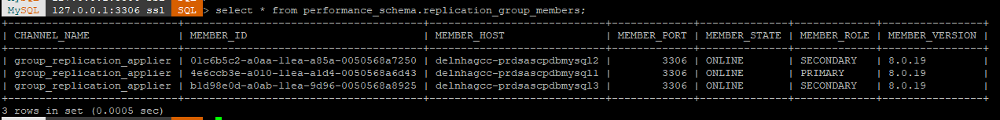 MySQL 127.0.0.1:3306 ssl SQL > select * from performance_schema.replication_group_members;
+---------------------------+--------------------------------------+----------------------------+-------------+--------------+-------------+----------------+
| CHANNEL_NAME | MEMBER_ID | MEMBER_HOST | MEMBER_PORT | MEMBER_STATE | MEMBER_ROLE | MEMBER_VERSION |
+---------------------------+--------------------------------------+----------------------------+-------------+--------------+-------------+----------------+
| group_replication_applier | 01c6b5c2-a0aa-11ea-a85a-0050568a7250 | delnhagcc-prdsascpdbmysql2 | 3306 | ONLINE | SECONDARY | 8.0.19 |
| group_replication_applier | 4e6ccb3e-a010-11ea-a1d4-0050568a6d43 | delnhagcc-prdsascpdbmysql1 | 3306 | ONLINE | PRIMARY | 8.0.19 |
| group_replication_applier | b1d98e0d-a0ab-11ea-9d96-0050568a8925 | delnhagcc-prdsascpdbmysql3 | 3306 | ONLINE | SECONDARY | 8.0.19 |
+---------------------------+--------------------------------------+----------------------------+-------------+--------------+-------------+----------------+
3 rows in set (0.0005 sec)